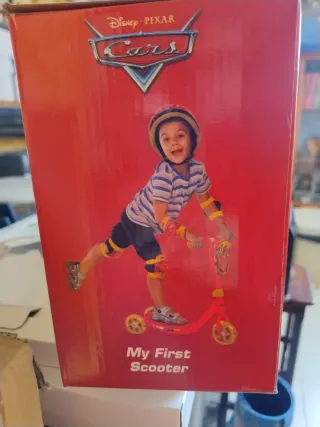 Disney · PIXAR
Cars
My First
Scooter